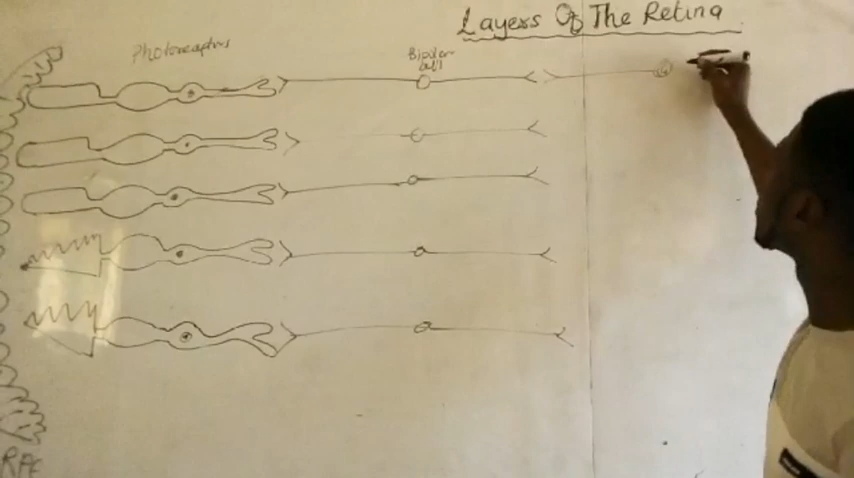 Layers Of The Retina
Photoreceptors
Bipolar
cell
RPE